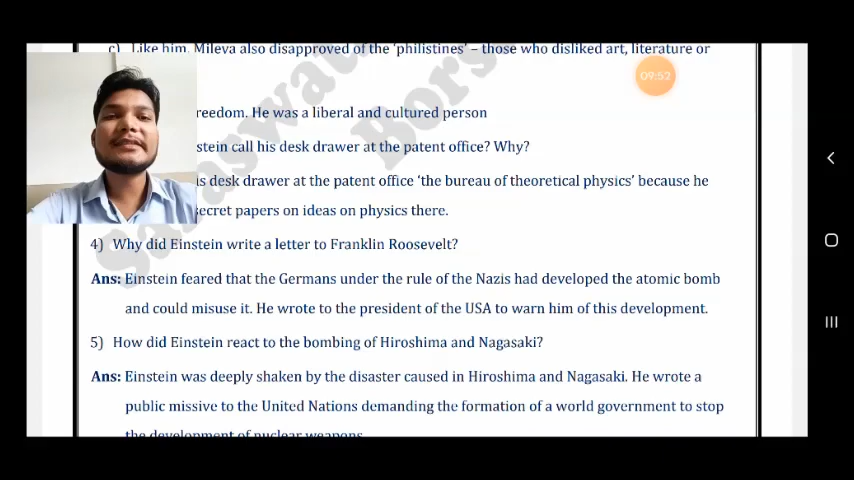 c) Like him, Mileva also disapproved of the 'philistines' – those who disliked art, literature or
09:52
reedom. He was a liberal and cultured person
stein call his desk drawer at the patent office? Why?
s desk drawer at the patent office 'the bureau of theoretical physics' because he
secret papers on ideas on physics there.
4) Why did Einstein write a letter to Franklin Roosevelt?
Ans: Einstein feared that the Germans under the rule of the Nazis had developed the atomic bomb
and could misuse it. He wrote to the president of the USA to warn him of this development.
5) How did Einstein react to the bombing of Hiroshima and Nagasaki?
Ans: Einstein was deeply shaken by the disaster caused in Hiroshima and Nagasaki. He wrote a
public missive to the United Nations demanding the formation of a world government to stop
the development of nuclear weapons.
Saraswat
Bors